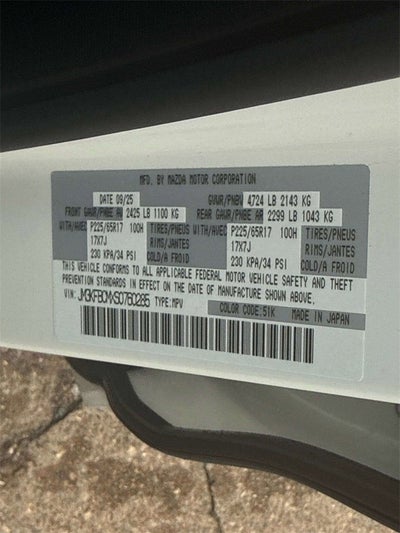 MFD. BY MAZDA MOTOR CORPORATION
DATE 09/25 GVWR/PNBV 4724 LB 2143 KG
FRONT GAWR/PNBE AV 2425 LB 1100 KG REAR GAWR/PNBE AR 2299 LB 1043 KG
WITH/AVEC P225/65R17 100H TIRES/PNEUS WITH/AVEC P225/65R17 100H TIRES/PNEUS
17X7J RIMS/JANTES 17X7J RIMS/JANTES
230 KPA/34 PSI COLD/A FROID 230 KPA/34 PSI COLD/A FROID
THIS VEHICLE CONFORMS TO ALL APPLICABLE FEDERAL MOTOR VEHICLE SAFETY AND THEFT
PREVENTION STANDARDS IN EFFECT ON THE DATE OF MANUFACTURE SHOWN ABOVE.
VIN: TYPE:MPV COLOR CODE:51K MADE IN JAPAN